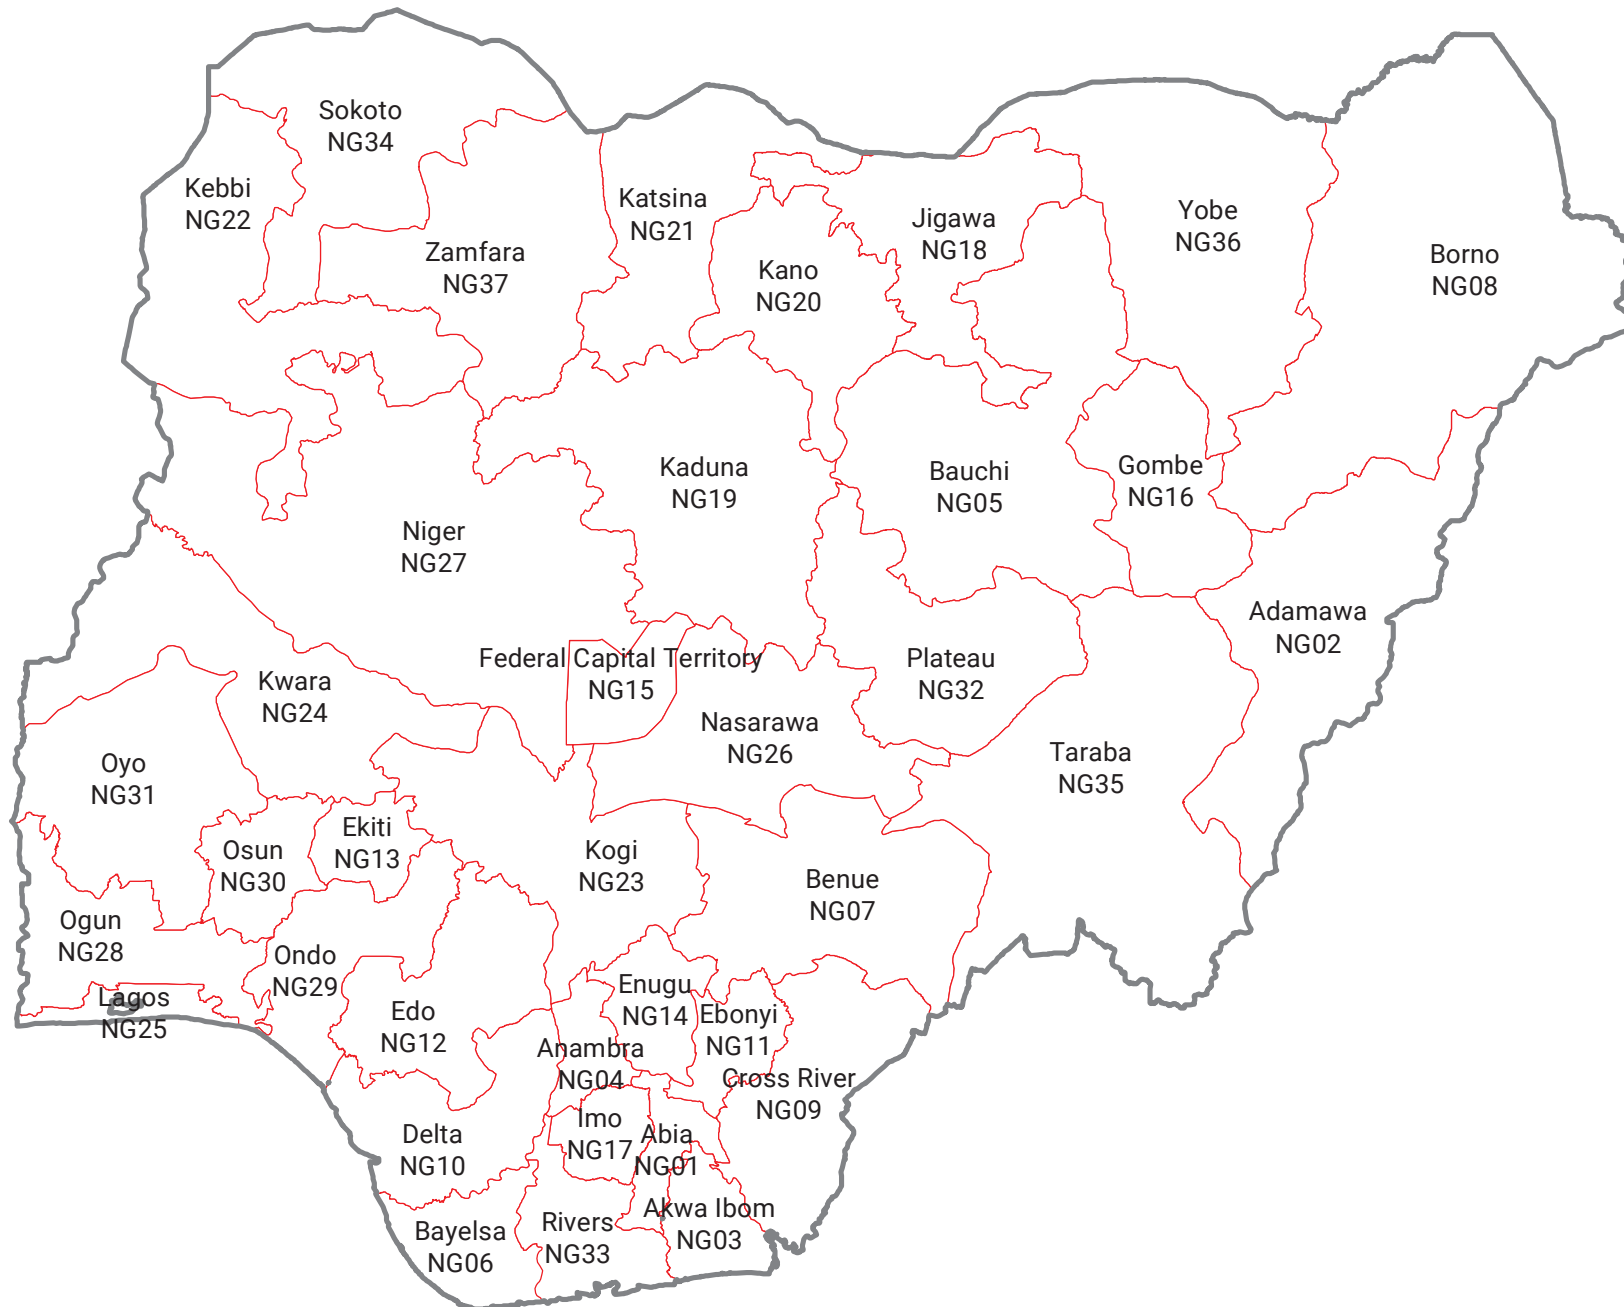 Sokoto
NG34
Kebbi
NG22
Katsina
NG21
Zamfara
NG37
Kano
NG20
Jigawa
NG18
Yobe
NG36
Borno
NG08
Kaduna
NG19
Bauchi
NG05
Gombe
NG16
Niger
NG27
Adamawa
NG02
Federal Capital Territory
NG15
Plateau
NG32
Kwara
NG24
Nasarawa
NG26
Taraba
NG35
Oyo
NG31
Ekiti
NG13
Osun
NG30
Kogi
NG23
Benue
NG07
Ogun
NG28
Ondo
NG29
Lagos
NG25
Edo
NG12
Enugu
NG14
Ebonyi
NG11
Anambra
NG04
Cross River
NG09
Imo
NG17
Abia
NG01
Delta
NG10
Akwa Ibom
NG03
Rivers
NG33
Bayelsa
NG06